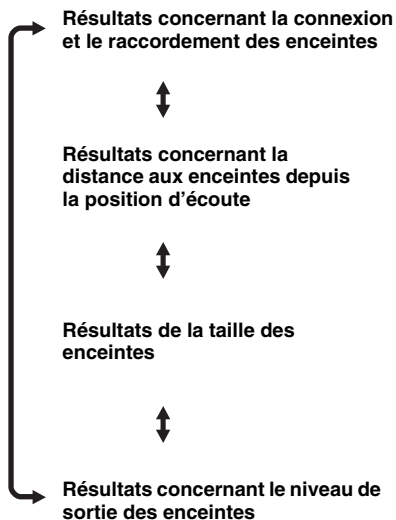 Résultats concernant la connexion
et le raccordement des enceintes
Résultats concernant la
distance aux enceintes depuis
la position d'écoute
Résultats de la taille des
enceintes
Résultats concernant le niveau de
sortie des enceintes